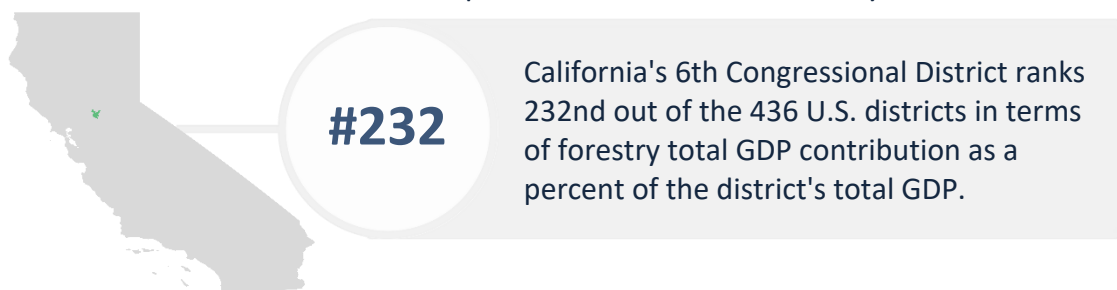 #232
California's 6th Congressional District ranks
232nd out of the 436 U.S. districts in terms
of forestry total GDP contribution as a
percent of the district's total GDP.